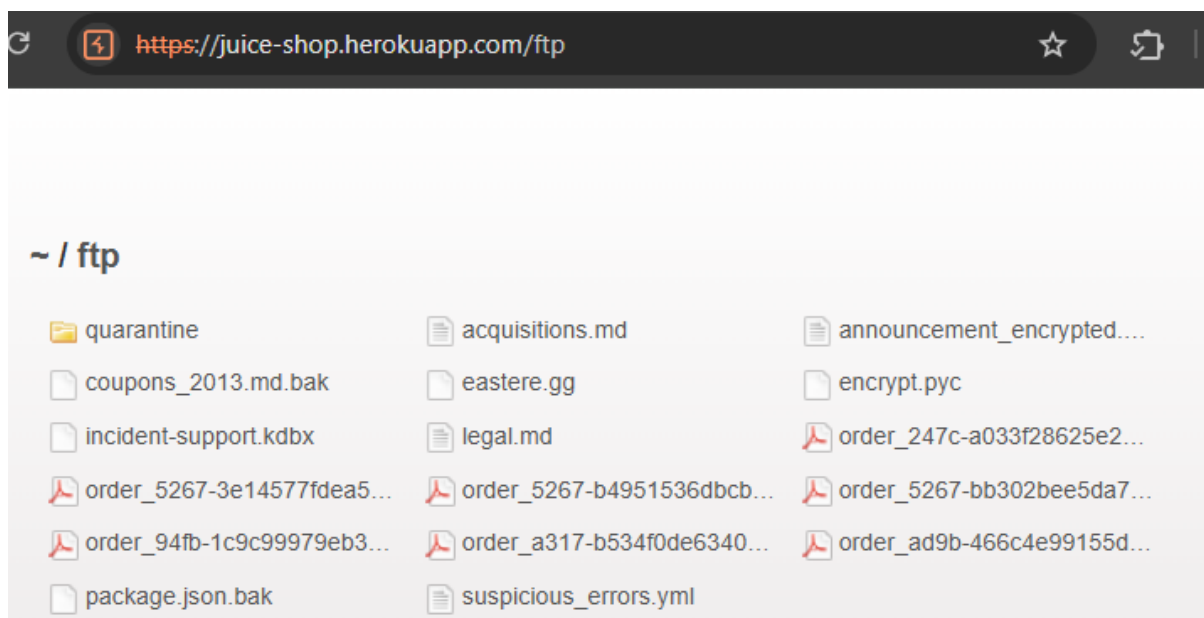 https://juice-shop.herokuapp.com/ftp
~ / ftp
quarantine acquisitions.md announcement_encrypted....
coupons_2013.md.bak eastere.gg encrypt.pyc
incident-support.kdbx legal.md order_247c-a033f28625e2...
order_5267-3e14577fdea5... order_5267-b4951536dbcb... order_5267-bb302bee5da7...
order_94fb-1c9c99979eb3... order_a317-b534f0de6340... order_ad9b-466c4e99155d...
package.json.bak suspicious_errors.yml